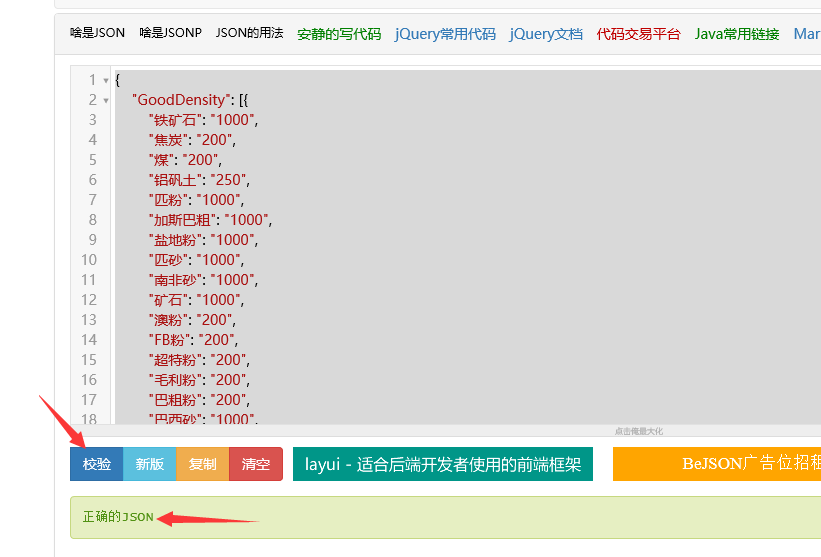 啥是JSON 啥是JSONP JSON的用法 安静的写代码 jQuery常用代码 jQuery文档 代码交易平台 Java常用链接 Mar
1 {
2 "GoodDensity": [{
3 "铁矿石": "1000",
4 "焦炭": "200",
5 "煤": "200",
6 "铝矾土": "250",
7 "匹粉": "1000",
8 "加斯巴粗": "1000",
9 "盐地粉": "1000",
10 "匹砂": "1000",
11 "南非砂": "1000",
12 "矿石": "1000",
13 "澳粉": "200",
14 "FB粉": "200",
15 "超特粉": "200",
16 "毛利粉": "200",
17 "巴粗粉": "200",
18 "巴西砂": "1000",
点击俺最大化
校验 新版 复制 清空 layui - 适合后端开发者使用的前端框架 BeJSON广告位招租
正确的JSON